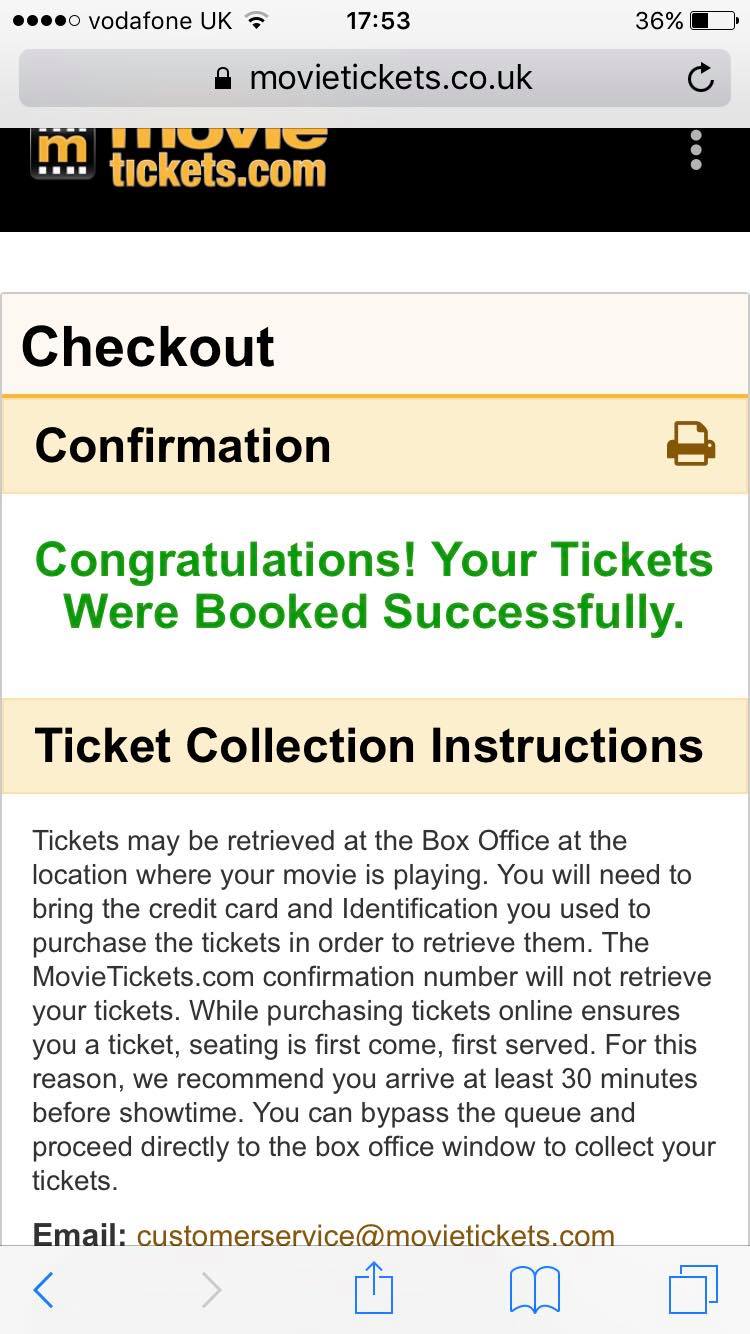 vodafone UK 17:53 36%
movietickets.co.uk
m movie
tickets.com
Checkout
Confirmation
Congratulations! Your Tickets
Were Booked Successfully.
Ticket Collection Instructions
Tickets may be retrieved at the Box Office at the
location where your movie is playing. You will need to
bring the credit card and Identification you used to
purchase the tickets in order to retrieve them. The
MovieTickets.com confirmation number will not retrieve
your tickets. While purchasing tickets online ensures
you a ticket, seating is first come, first served. For this
reason, we recommend you arrive at least 30 minutes
before showtime. You can bypass the queue and
proceed directly to the box office window to collect your
tickets.
Email: customerservice@movietickets.com